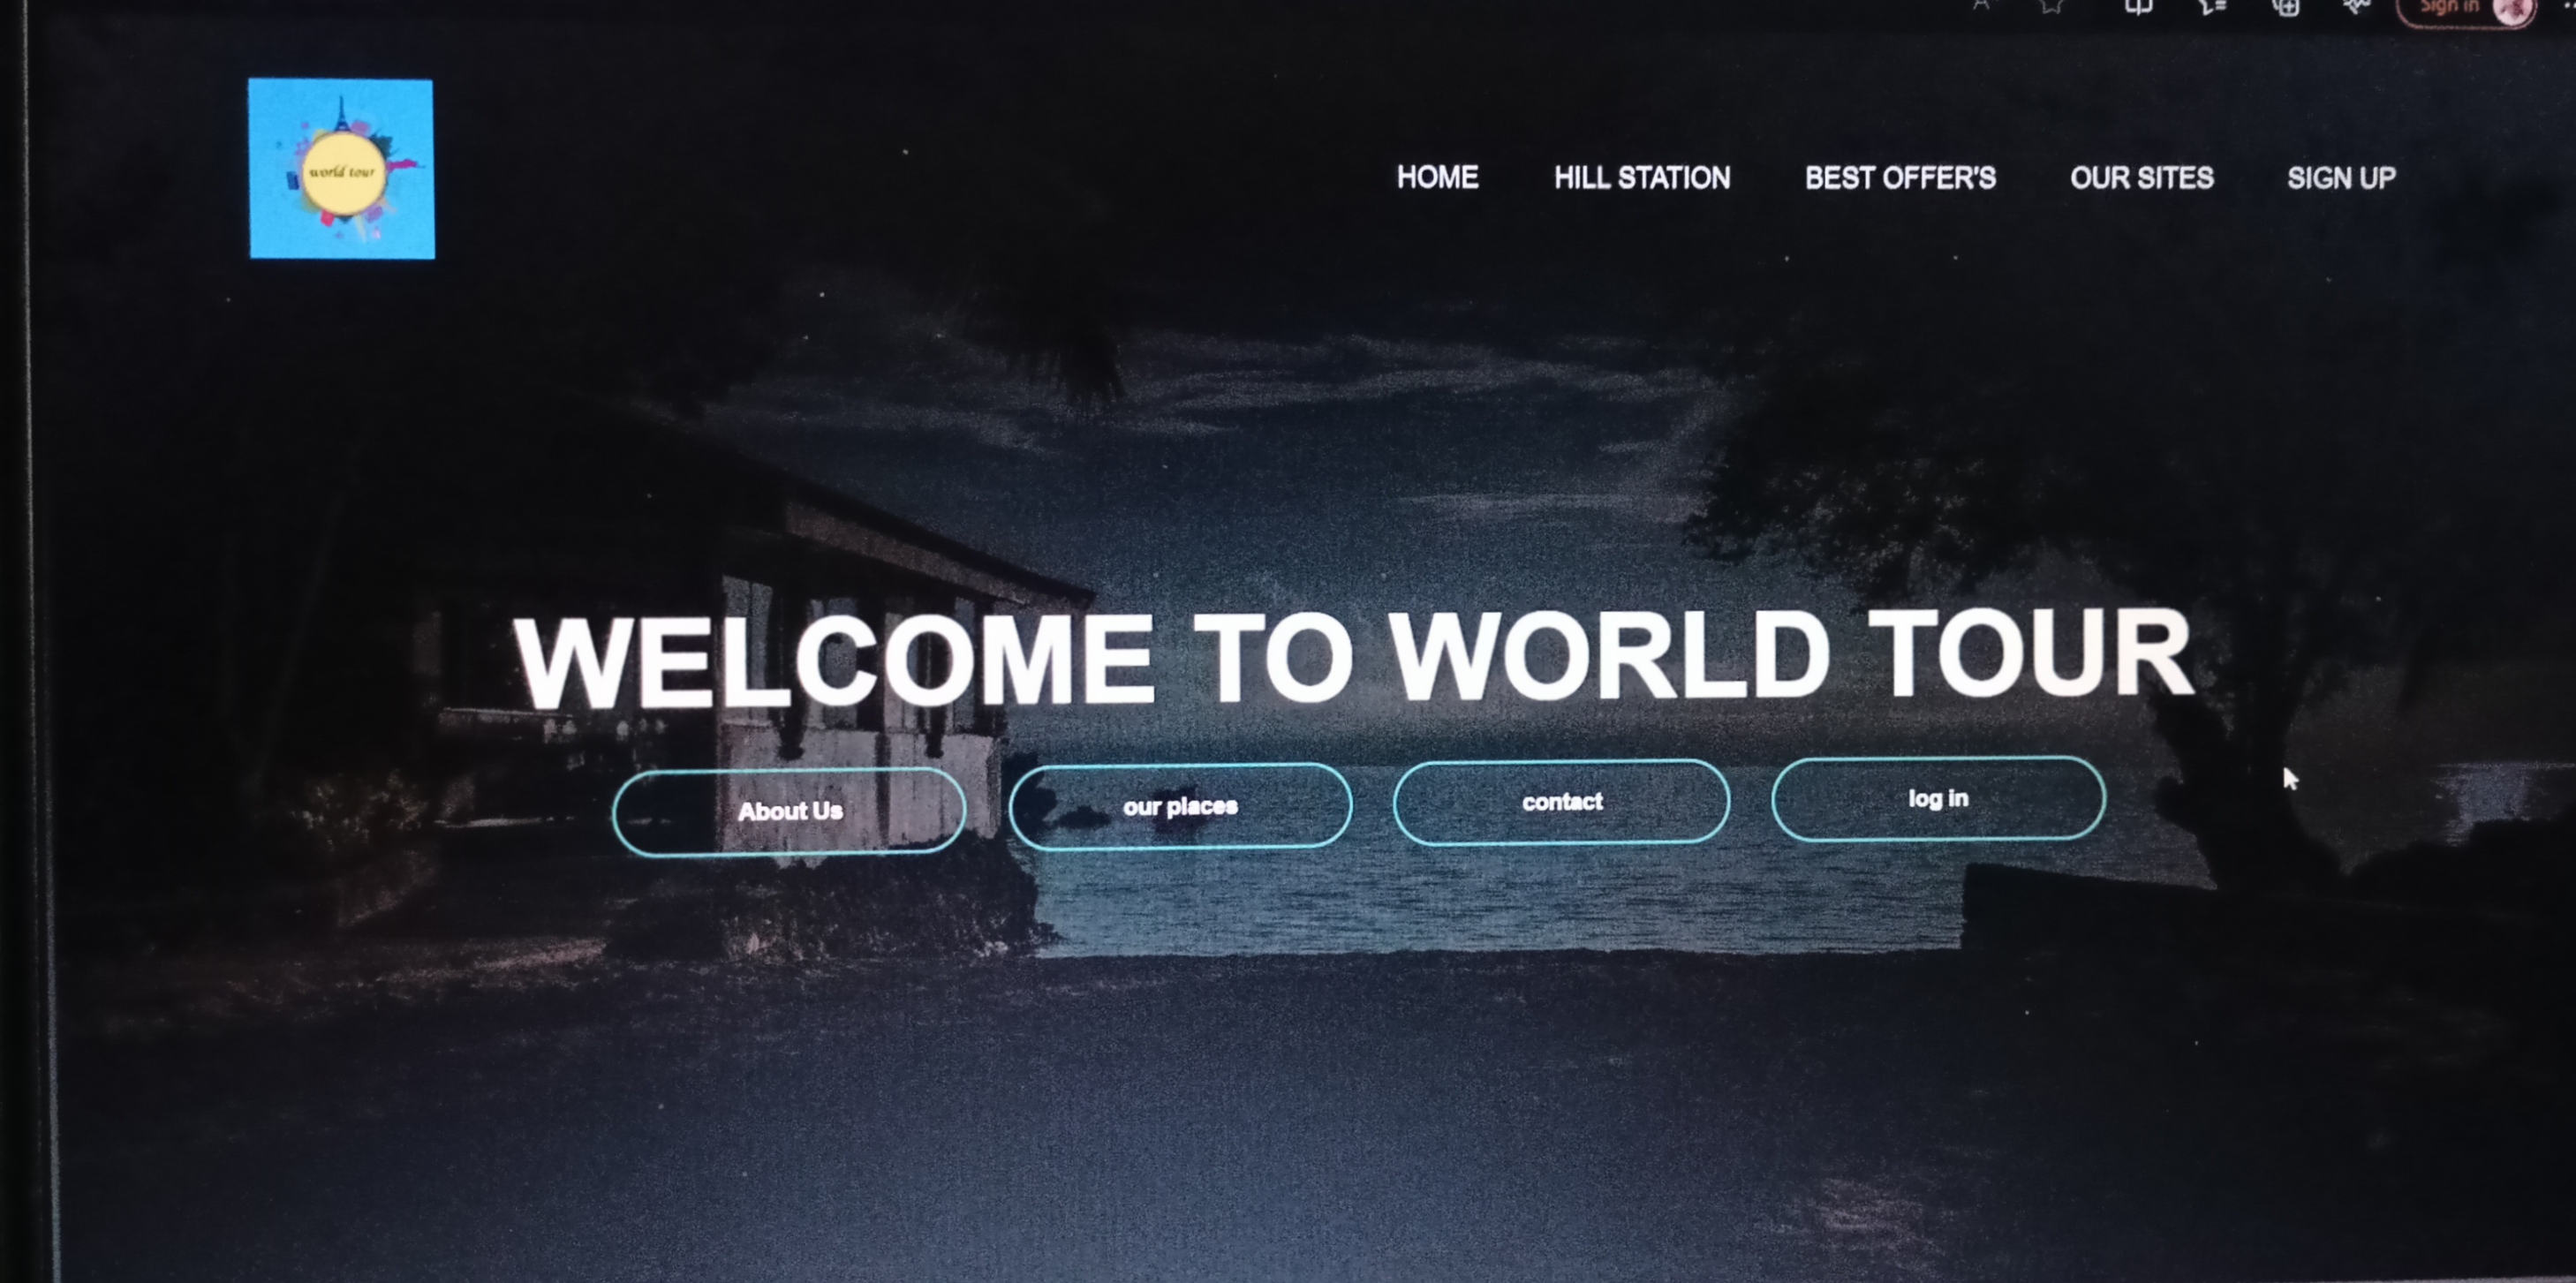 Sign in
world tour
HOME HILL STATION BEST OFFER'S OUR SITES SIGN UP
WELCOME TO WORLD TOUR
About Us our places contact log in